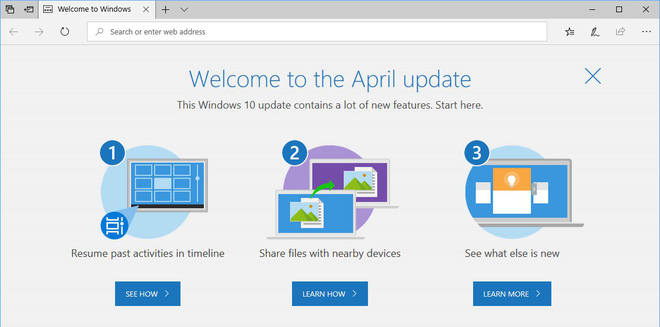 Welcome to Windows
Search or enter web address
Welcome to the April update
This Windows 10 update contains a lot of new features. Start here.
1
2
3
Resume past activities in timeline
Share files with nearby devices
See what else is new
SEE HOW
LEARN HOW
LEARN MORE